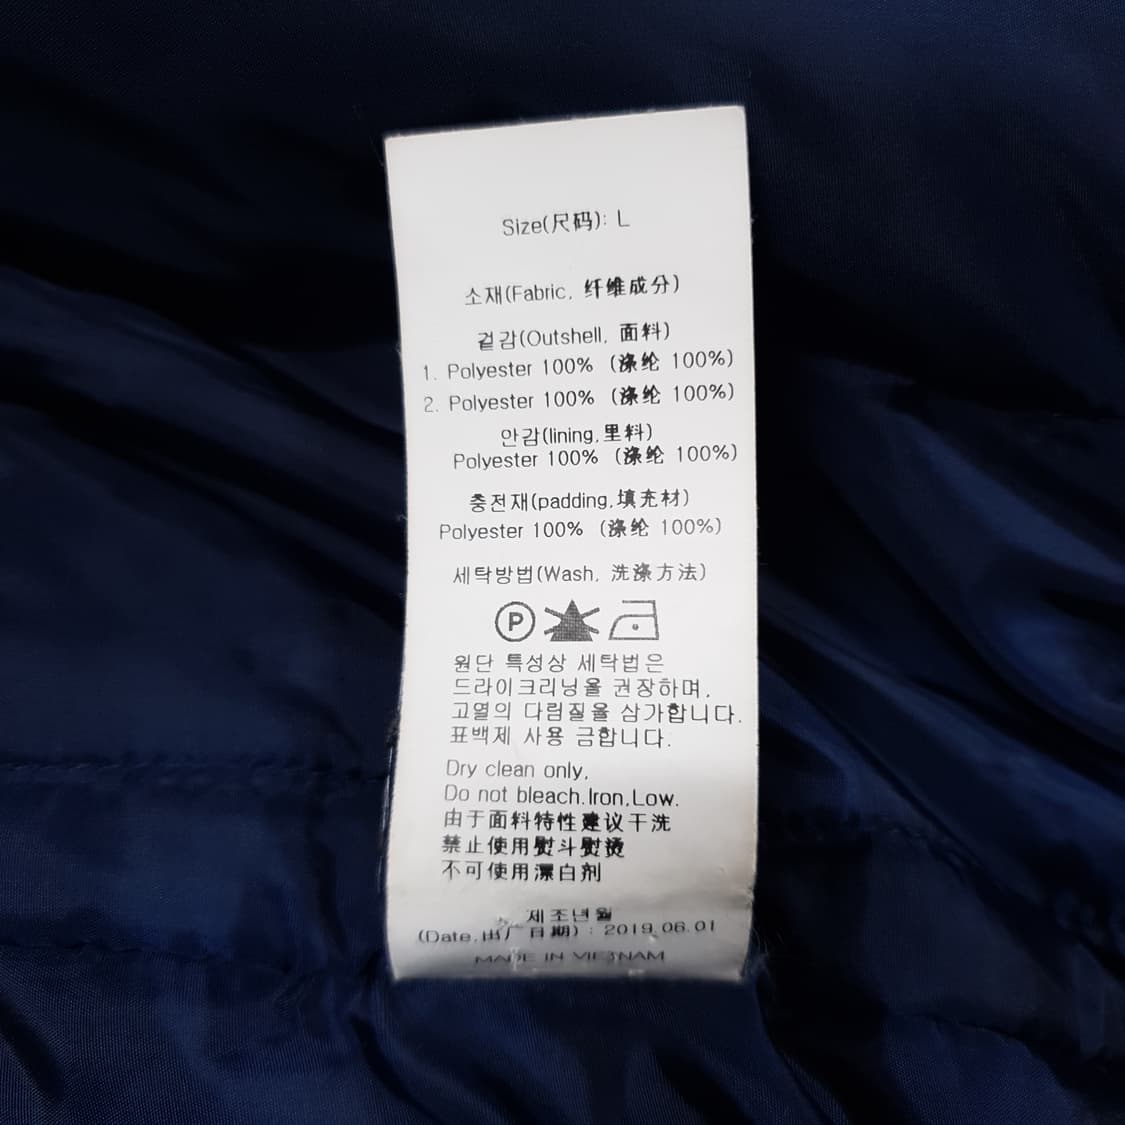 Size(尺码): L
소재(Fabric, 纤维成分)
겉감(Outshell, 面料)
1. Polyester 100% (涤纶 100%)
2. Polyester 100% (涤纶 100%)
안감(lining,里料)
Polyester 100% (涤纶 100%)
충전재(padding,填充材)
Polyester 100% (涤纶 100%)
세탁방법(Wash, 洗涤方法)
P
원단 특성상 세탁법은
드라이크리닝을 권장하며,
고열의 다림질을 삼가합니다.
표백제 사용 금합니다.
Dry clean only,
Do not bleach.Iron,Low.
由于面料特性建议干洗
禁止使用熨斗熨烫
不可使用漂白剂
제조년월
(Date,出厂日期) : 2019.06.01
MADE IN VIETNAM